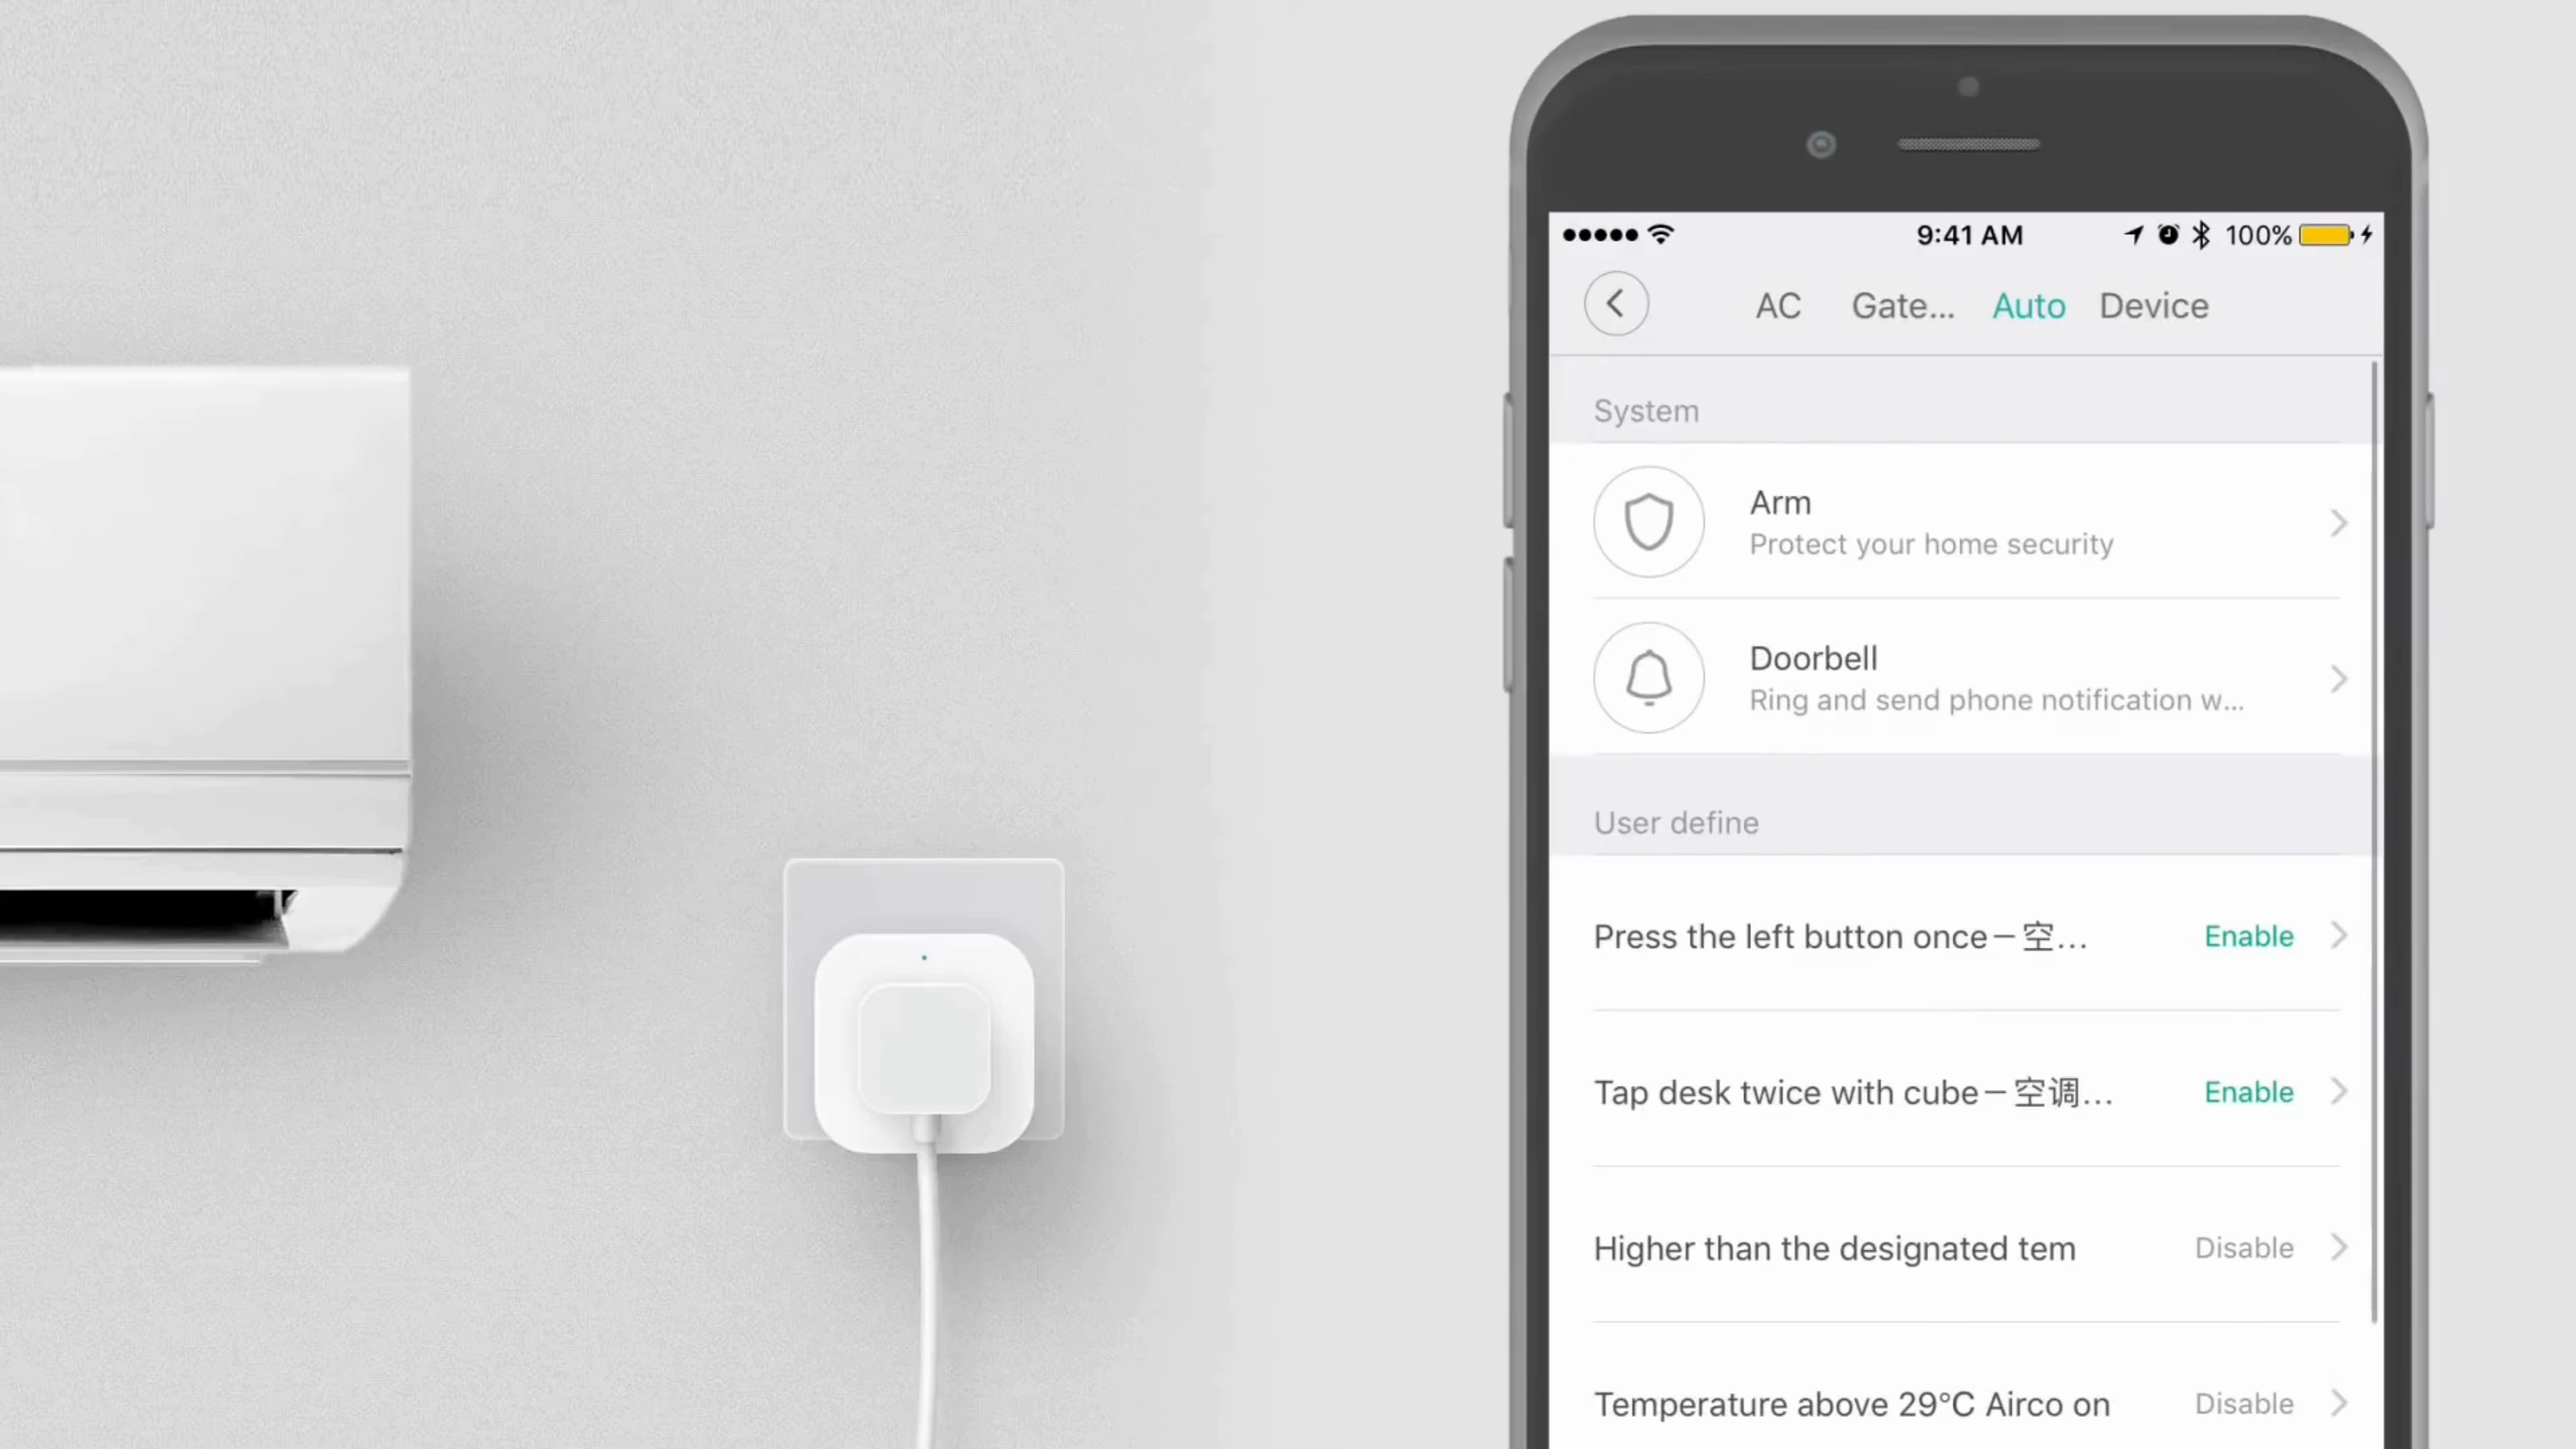 9:41 AM 100%
AC Gate... Auto Device
System
Arm
Protect your home security
Doorbell
Ring and send phone notification w...
User define
Press the left button once－空... Enable
Tap desk twice with cube－空调... Enable
Higher than the designated tem Disable
Temperature above 29°C Airco on Disable